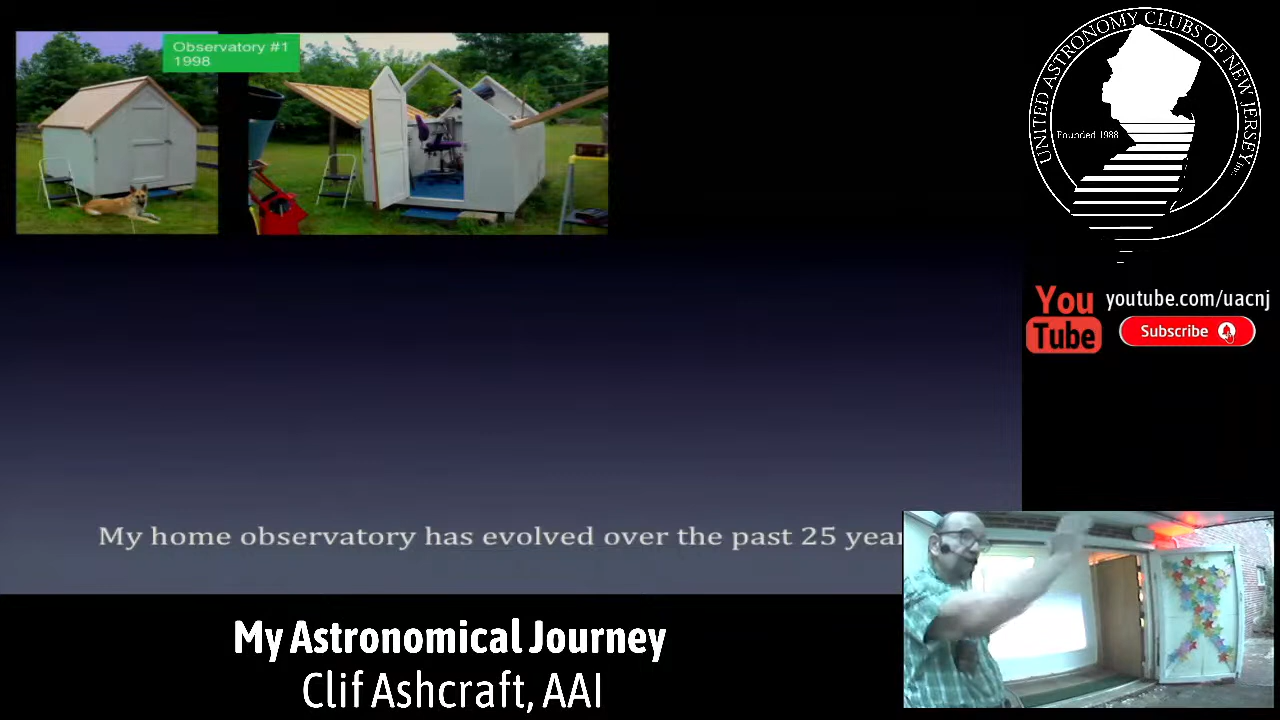 Observatory #1
1998
UNITED ASTRONOMY CLUBS OF NEW JERSEY, Inc.
Founded 1988
You
Tube
youtube.com/uacnj
Subscribe
My home observatory has evolved over the past 25
My Astronomical Journey
Clif Ashcraft, AAI